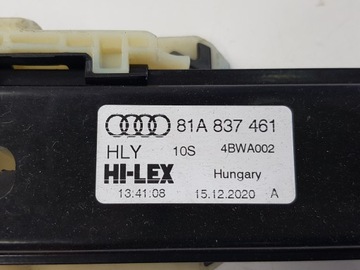 81A 837 461
HLY 10S 4BWA002
HI-LEX Hungary
13:41:08 15.12.2020 A